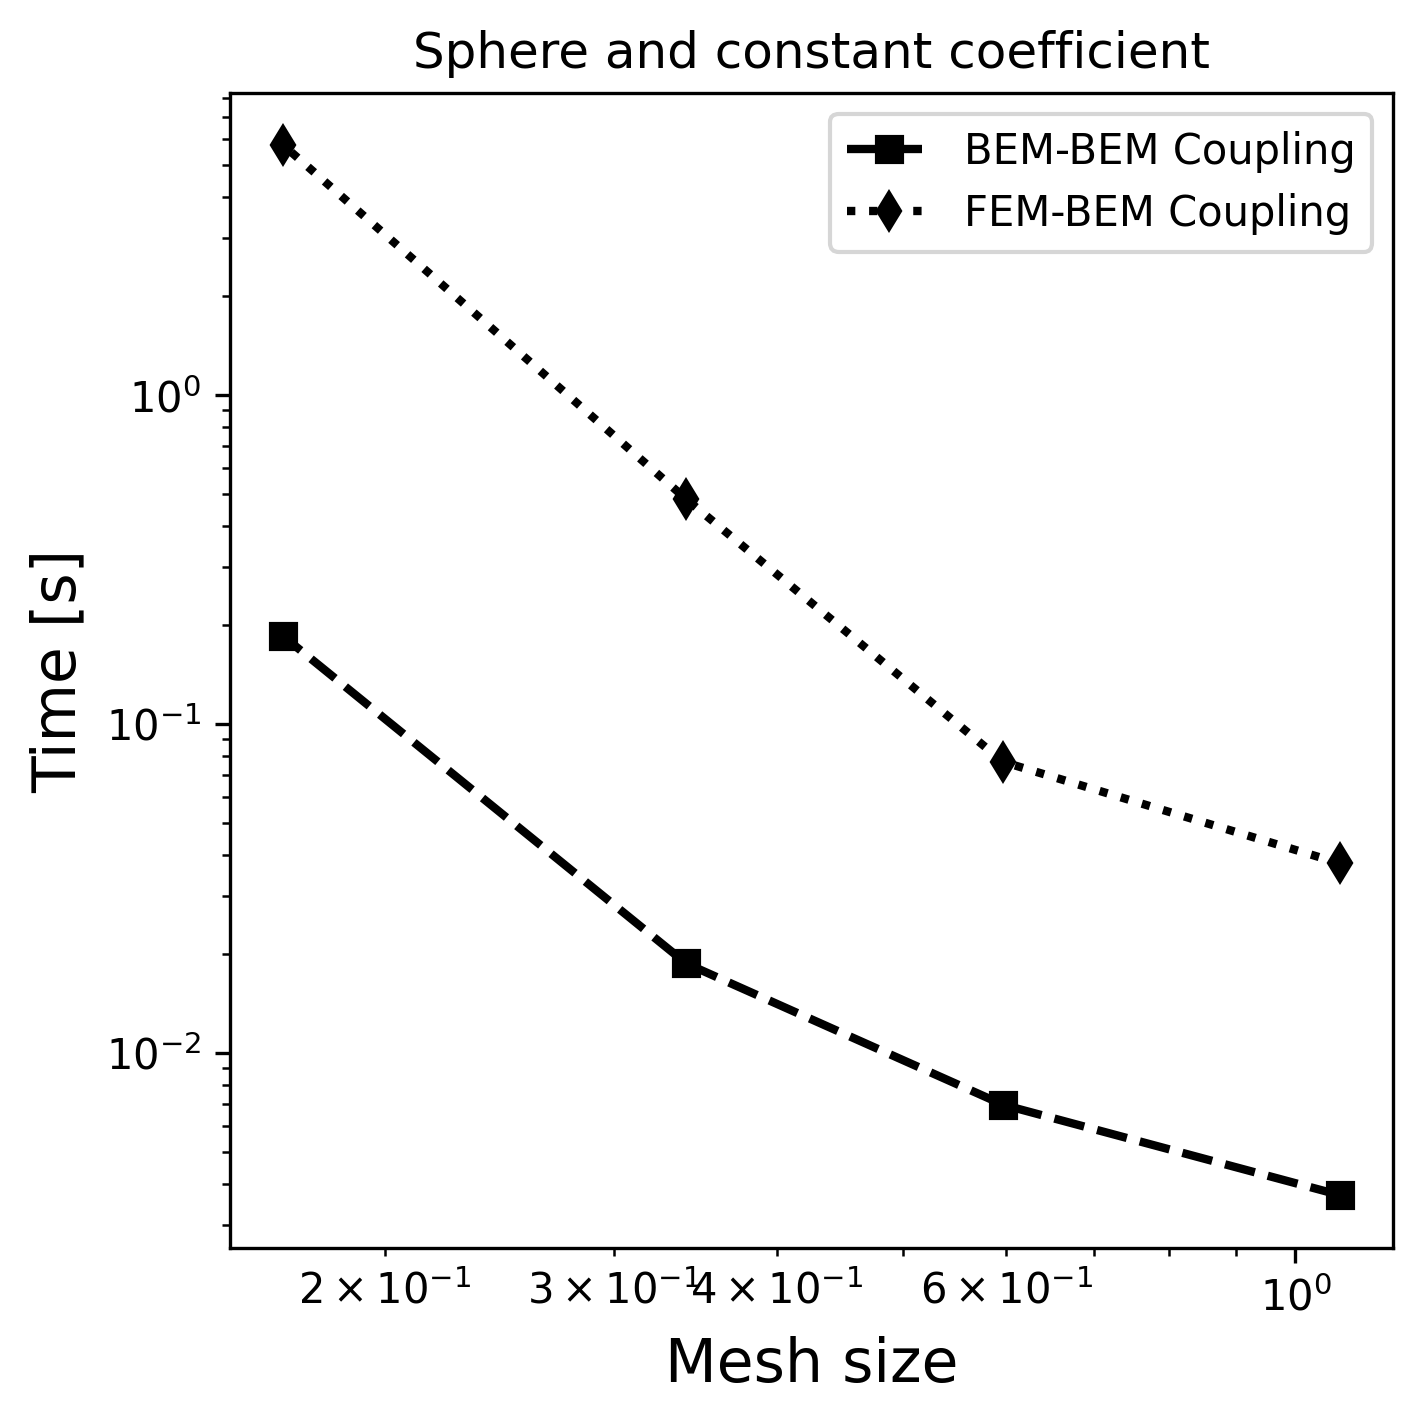 Sphere and constant coefficient
BEM-BEM Coupling
FEM-BEM Coupling
Time [s]
10⁰
10⁻¹
10⁻²
2 × 10⁻¹ 3 × 10⁻¹ 4 × 10⁻¹ 6 × 10⁻¹ 10⁰
Mesh size